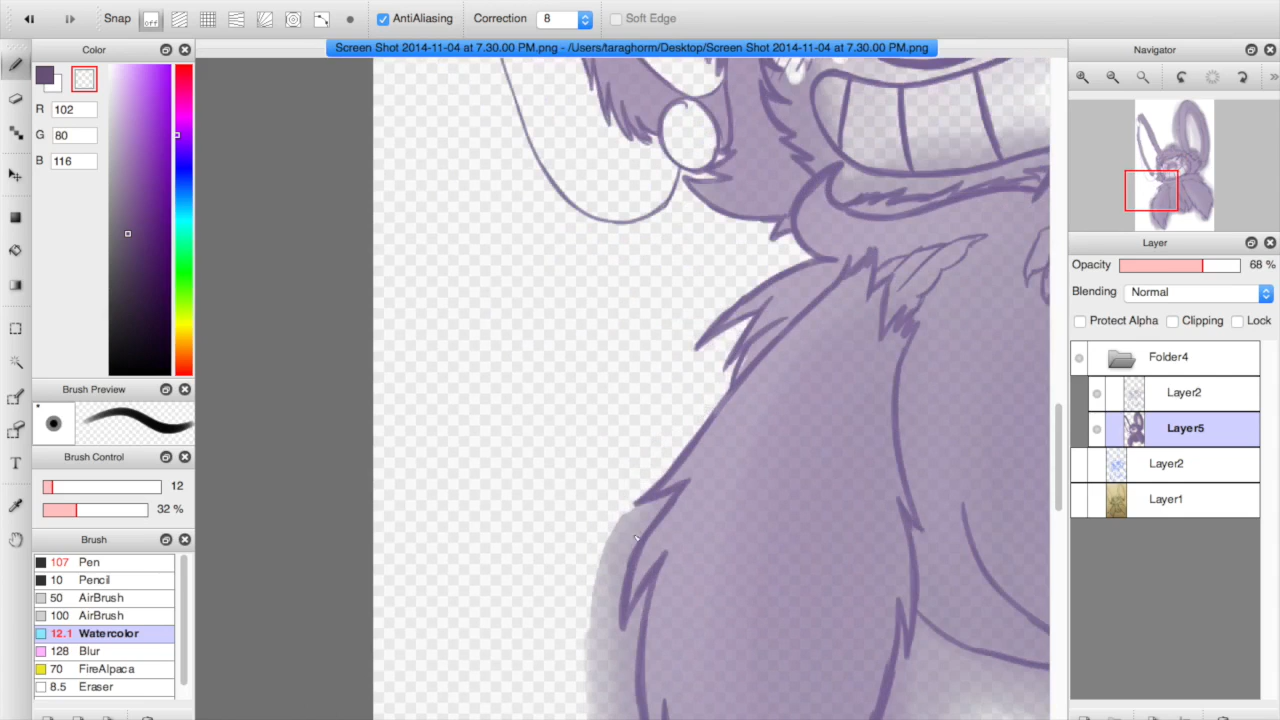 Snap off AntiAliasing Correction 8 Soft Edge
Screen Shot 2014-11-04 at 7.30.00 PM.png - /Users/taraghorm/Desktop/Screen Shot 2014-11-04 at 7.30.00 PM.png
Color
R 102
G 80
B 116
Brush Preview
Brush Control
12
32 %
Brush
107 Pen
10 Pencil
50 AirBrush
100 AirBrush
12.1 Watercolor
128 Blur
70 FireAlpaca
8.5 Eraser
Navigator
Layer
Opacity 68 %
Blending Normal
Protect Alpha Clipping Lock
Folder4
Layer2
Layer5
Layer2
Layer1